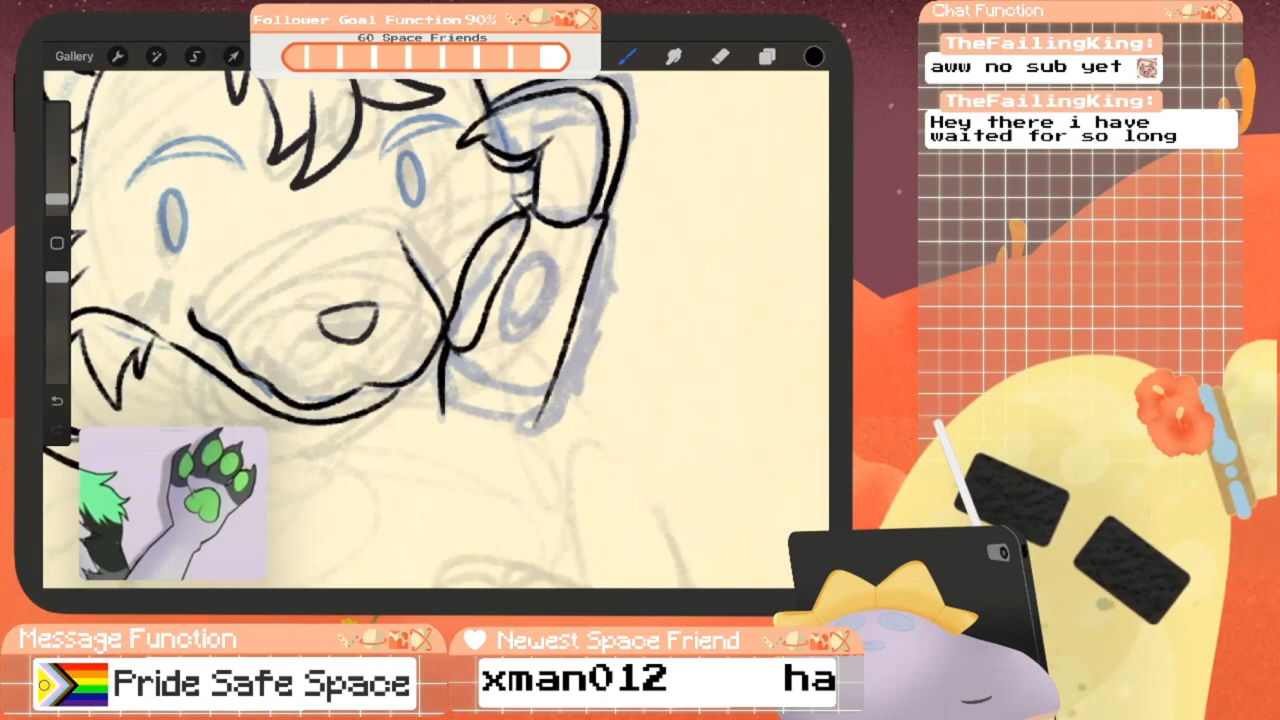 Follower Goal Function 90%
60 Space Friends
Gallery
Chat Function
TheFailingKing:
aww no sub yet
TheFailingKing:
Hey there i have
waited for so long
Message Function
Pride Safe Space
Newest Space Friend
xman012 ha